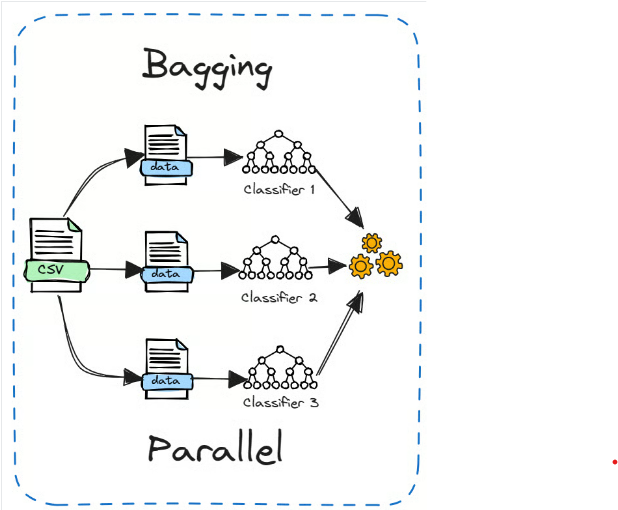 Bagging
data
Classifier 1
CSV
data
Classifier 2
data
Classifier 3
Parallel